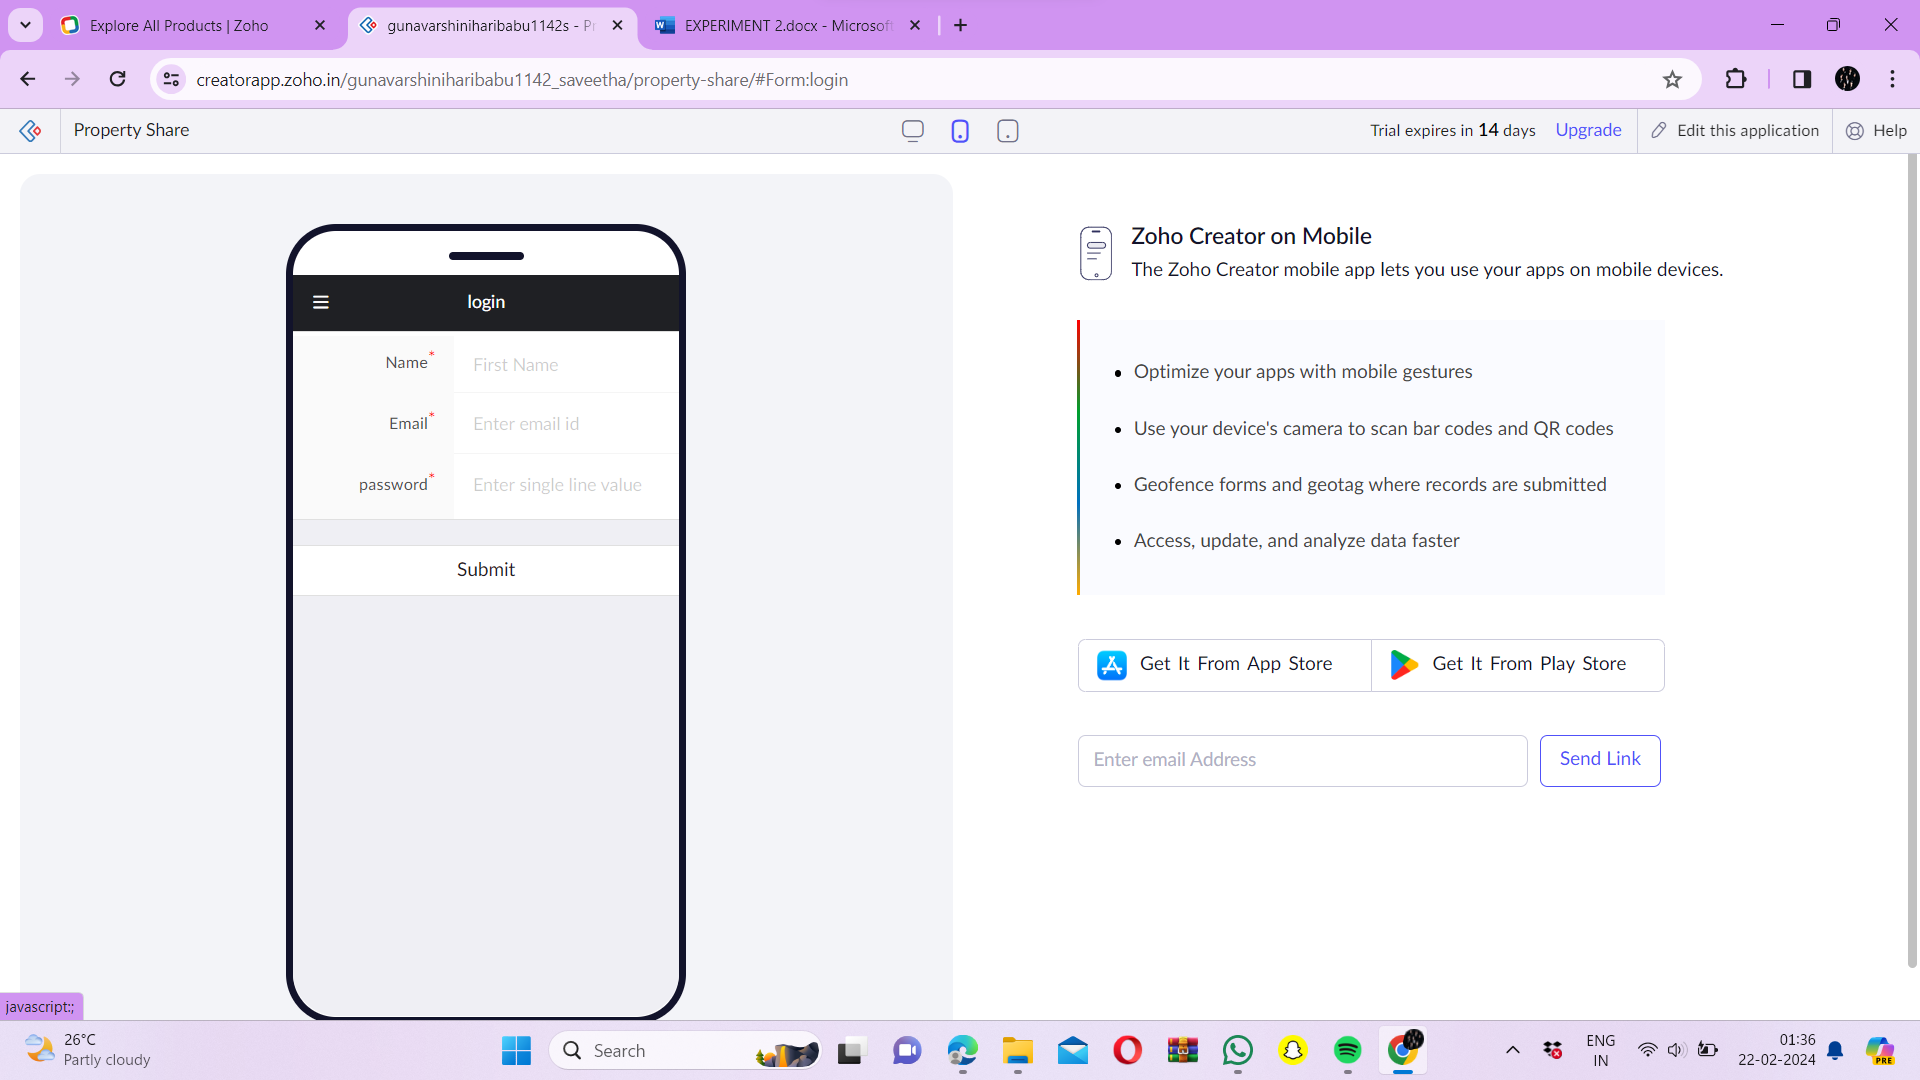 Explore All Products | Zoho
gunavarshiniharibabu1142s - Pr
EXPERIMENT 2.docx - Microsoft
creatorapp.zoho.in/gunavarshiniharibabu1142_saveetha/property-share/#Form:login
Property Share
Trial expires in 14 days
Upgrade
Edit this application
Help
login
Name*
First Name
Email*
Enter email id
password*
Enter single line value
Submit
Zoho Creator on Mobile
The Zoho Creator mobile app lets you use your apps on mobile devices.
Optimize your apps with mobile gestures
Use your device's camera to scan bar codes and QR codes
Geofence forms and geotag where records are submitted
Access, update, and analyze data faster
Get It From App Store
Get It From Play Store
Enter email Address
Send Link
javascript:;
26°C
Partly cloudy
Search
ENG
IN
01:36
22-02-2024
PRE